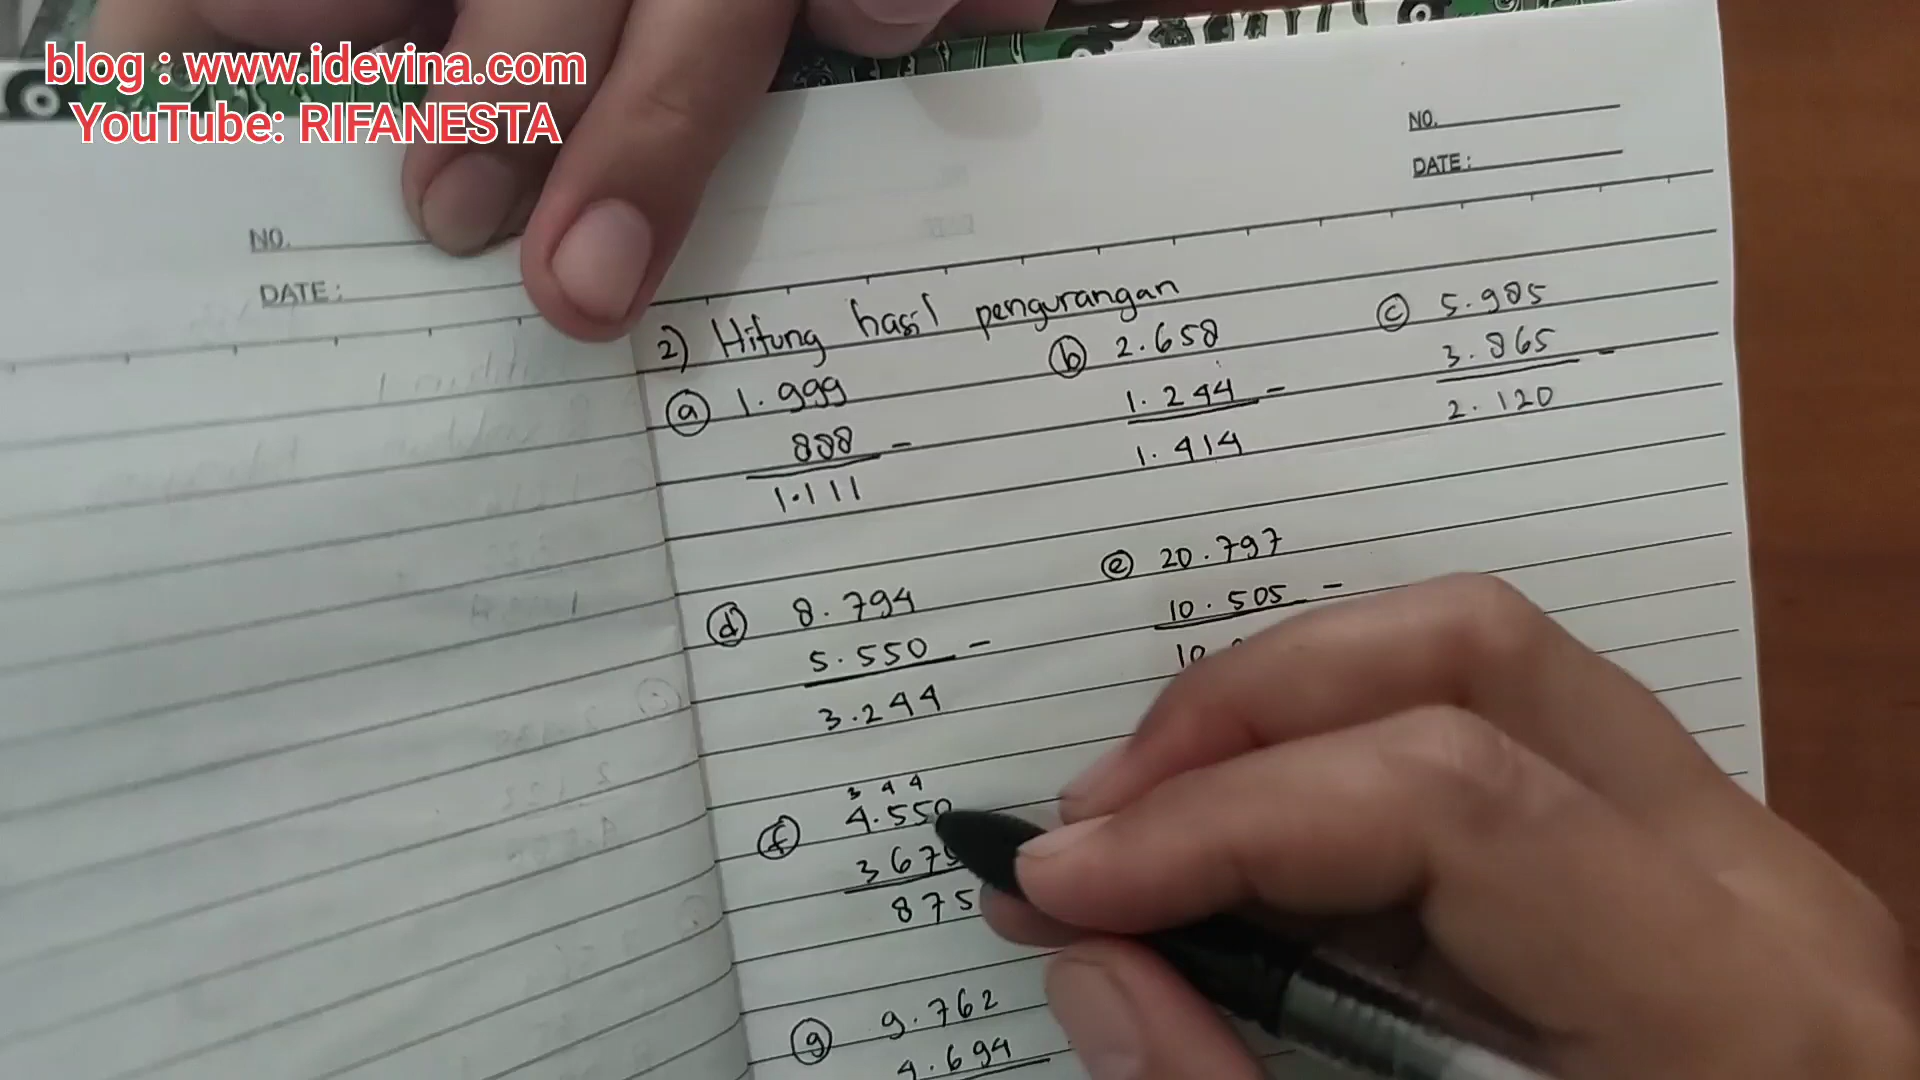 blog : www.idevina.com
YouTube: RIFANESTA
NO.
DATE :
NO.
DATE :
2) Hitung hasil pengurangan
a 1.999
888 -
1.111
b 2.658
1.244 -
1.414
c 5.985
3.865 -
2.120
d 8.794
5.550 -
3.244
e 20.797
10.505 -
10.
3 4 4
f 4.550
367
875
g 9.762
4.694